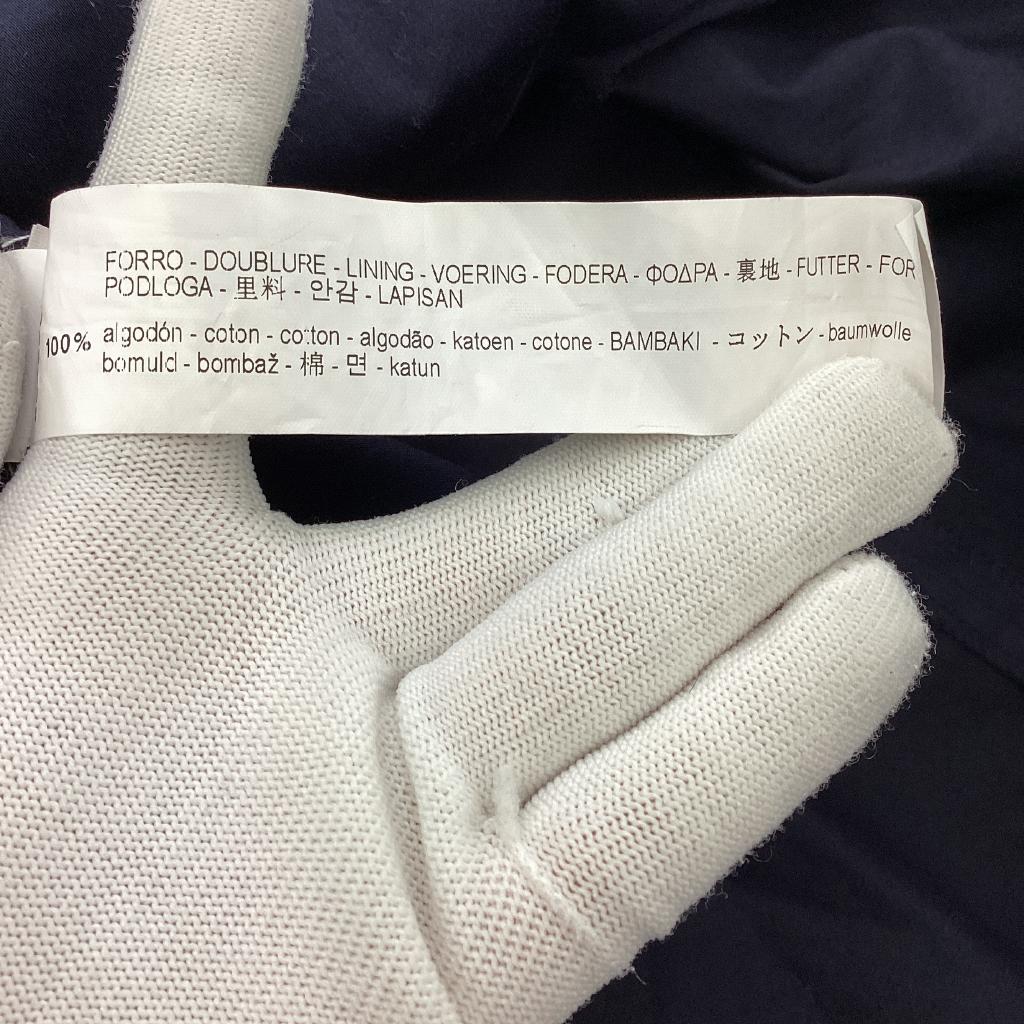 FORRO - DOUBLURE - LINING - VOERING - FODERA - ΦΟΔΡΑ - 裏地 - FUTTER - FOR
PODLOGA - 里料 - 안감 - LAPISAN
100% algodón - coton - cotton - algodão - katoen - cotone - BAMBAKI - コットン - baumwolle
bomuld - bombaž - 棉 - 면 - katun